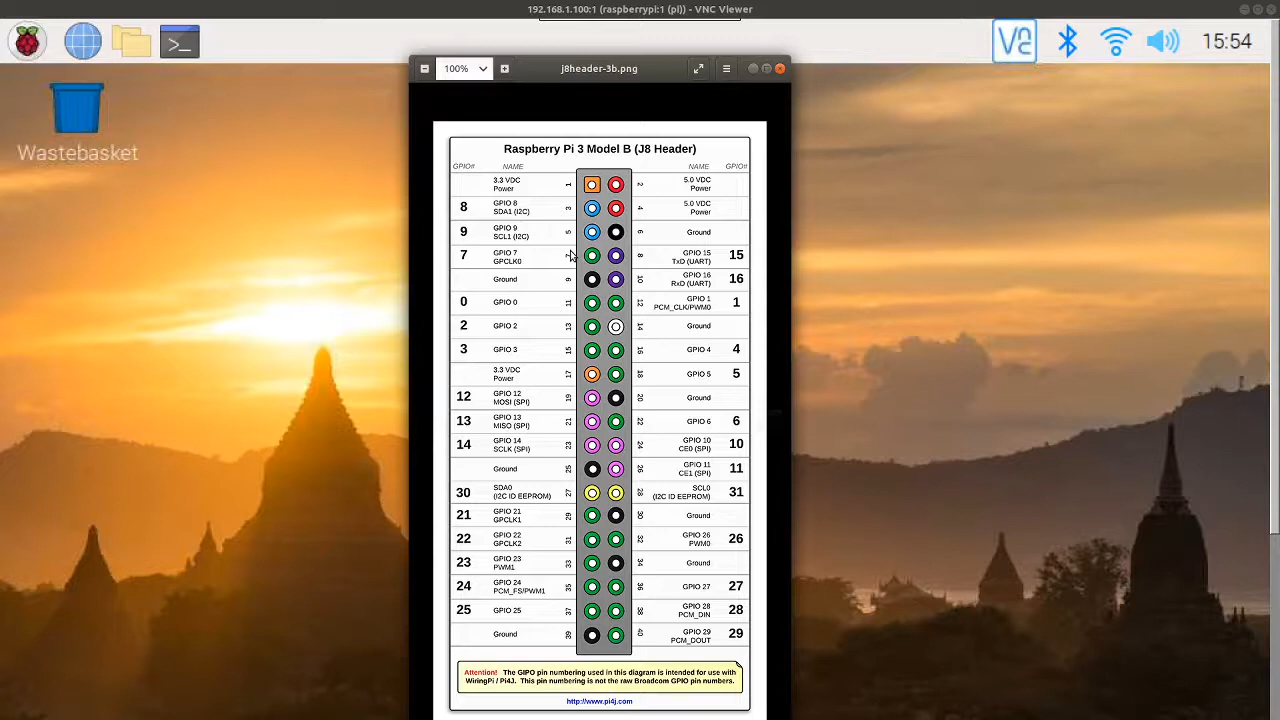 192.168.1.100:1 (raspberrypi:1 (pi)) - VNC Viewer
>_
V2
15:54
100%
j8header-3b.png
Wastebasket
Raspberry Pi 3 Model B (J8 Header)
GPIO# NAME NAME GPIO#
3.3 VDC
Power 1 2 5.0 VDC
Power
8 GPIO 8
SDA1 (I2C) 3 4 5.0 VDC
Power
9 GPIO 9
SCL1 (I2C) 5 6 Ground
7 GPIO 7
GPCLK0 7 8 GPIO 15
TxD (UART) 15
Ground 9 10 GPIO 16
RxD (UART) 16
0 GPIO 0 11 12 GPIO 1
PCM_CLK/PWM0 1
2 GPIO 2 13 14 Ground
3 GPIO 3 15 16 GPIO 4 4
3.3 VDC
Power 17 18 GPIO 5 5
12 GPIO 12
MOSI (SPI) 19 20 Ground
13 GPIO 13
MISO (SPI) 21 22 GPIO 6 6
14 GPIO 14
SCLK (SPI) 23 24 GPIO 10
CE0 (SPI) 10
Ground 25 26 GPIO 11
CE1 (SPI) 11
30 SDA0
(I2C ID EEPROM) 27 28 SCL0
(I2C ID EEPROM) 31
21 GPIO 21
GPCLK1 29 30 Ground
22 GPIO 22
GPCLK2 31 32 GPIO 26
PWM0 26
23 GPIO 23
PWM1 33 34 Ground
24 GPIO 24
PCM_FS/PWM1 35 36 GPIO 27 27
25 GPIO 25 37 38 GPIO 28
PCM_DIN 28
Ground 39 40 GPIO 29
PCM_DOUT 29
Attention! The GIPO pin numbering used in this diagram is intended for use with
WiringPi / Pi4J. This pin numbering is not the raw Broadcom GPIO pin numbers.
http://www.pi4j.com